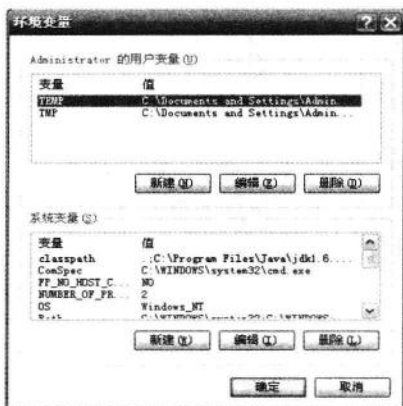 环境变量
Administrator 的用户变量(U)
变量 值
TEMP C:\Documents and Settings\Admin...
TMP C:\Documents and Settings\Admin...
新建(N) 编辑(E) 删除(D)
系统变量(S)
变量 值
classpath .;C:\Program Files\Java\jdk1.6....
ComSpec C:\WINDOWS\system32\cmd.exe
FP_NO_HOST_C... NO
NUMBER_OF_PR... 2
OS Windows_NT
新建(W) 编辑(I) 删除(L)
确定 取消